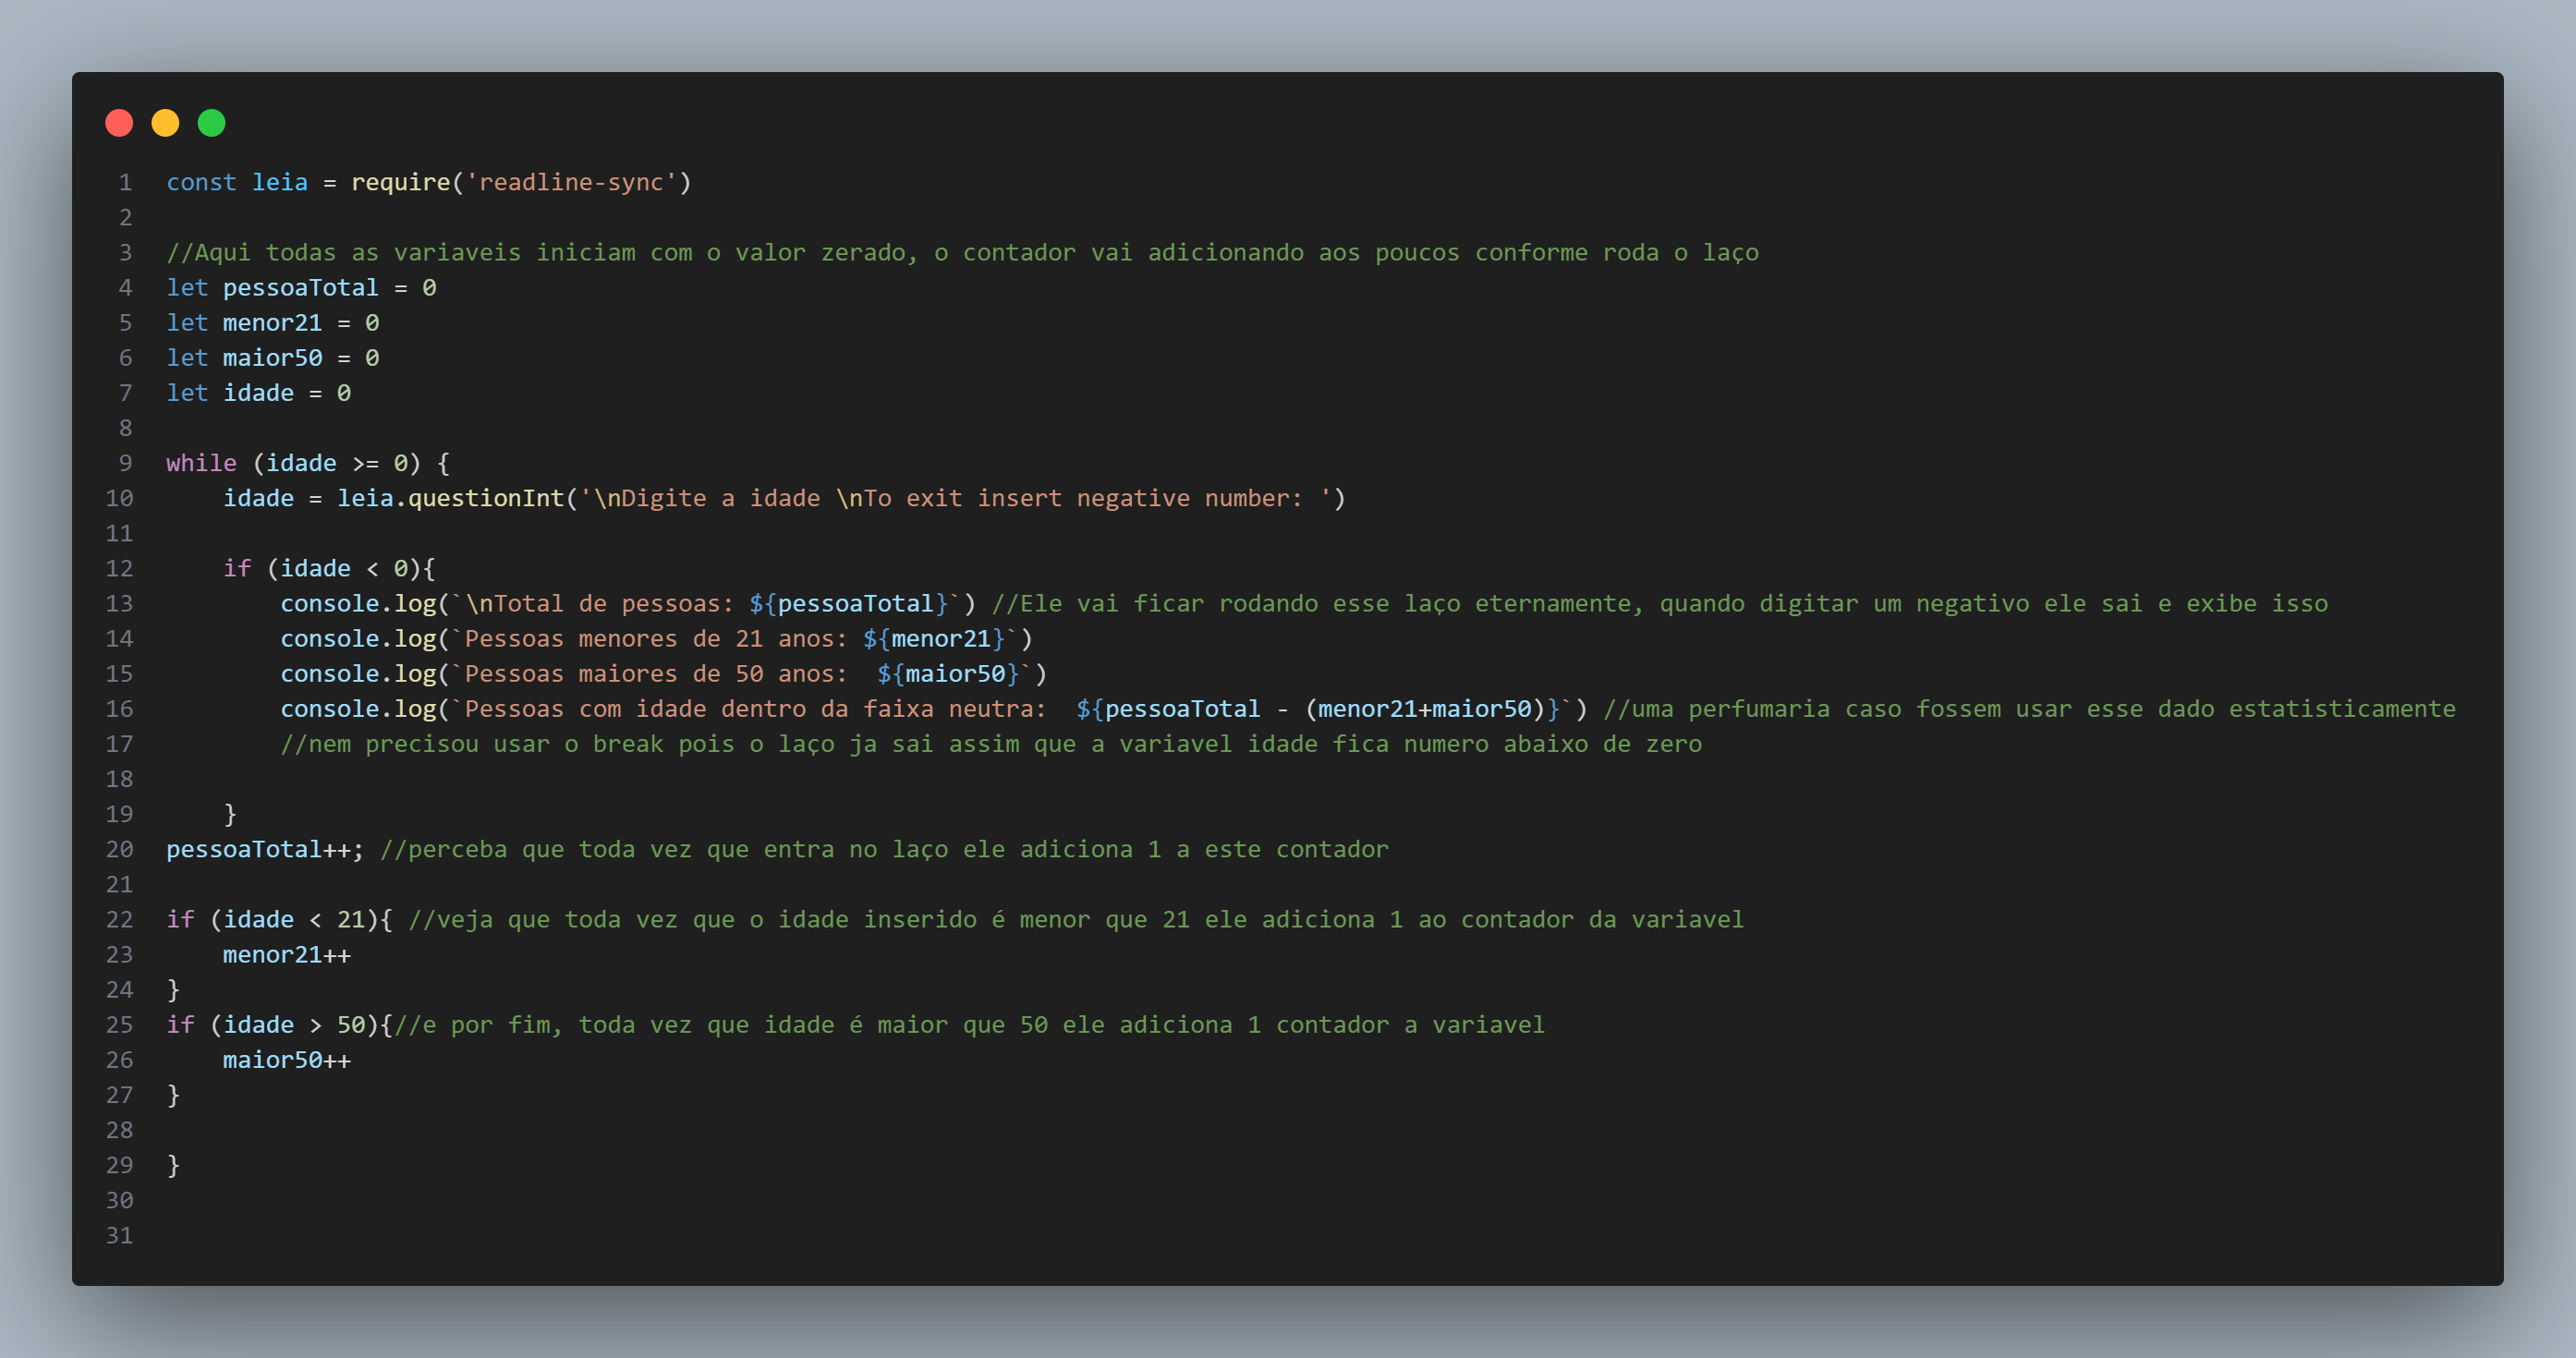 1 const leia = require('readline-sync')
2
3 //Aqui todas as variaveis iniciam com o valor zerado, o contador vai adicionando aos poucos conforme roda o laço
4 let pessoaTotal = 0
5 let menor21 = 0
6 let maior50 = 0
7 let idade = 0
8
9 while (idade >= 0) {
10     idade = leia.questionInt('\nDigite a idade \nTo exit insert negative number: ')
11
12     if (idade < 0){
13         console.log(`\nTotal de pessoas: ${pessoaTotal}`) //Ele vai ficar rodando esse laço eternamente, quando digitar um negativo ele sai e exibe isso
14         console.log(`Pessoas menores de 21 anos: ${menor21}`)
15         console.log(`Pessoas maiores de 50 anos:  ${maior50}`)
16         console.log(`Pessoas com idade dentro da faixa neutra:  ${pessoaTotal - (menor21+maior50)}`) //uma perfumaria caso fossem usar esse dado estatisticamente
17         //nem precisou usar o break pois o laço ja sai assim que a variavel idade fica numero abaixo de zero
18
19     }
20 pessoaTotal++; //perceba que toda vez que entra no laço ele adiciona 1 a este contador
21
22 if (idade < 21){ //veja que toda vez que o idade inserido é menor que 21 ele adiciona 1 ao contador da variavel
23     menor21++
24 }
25 if (idade > 50){//e por fim, toda vez que idade é maior que 50 ele adiciona 1 contador a variavel
26     maior50++
27 }
28
29 }
30
31